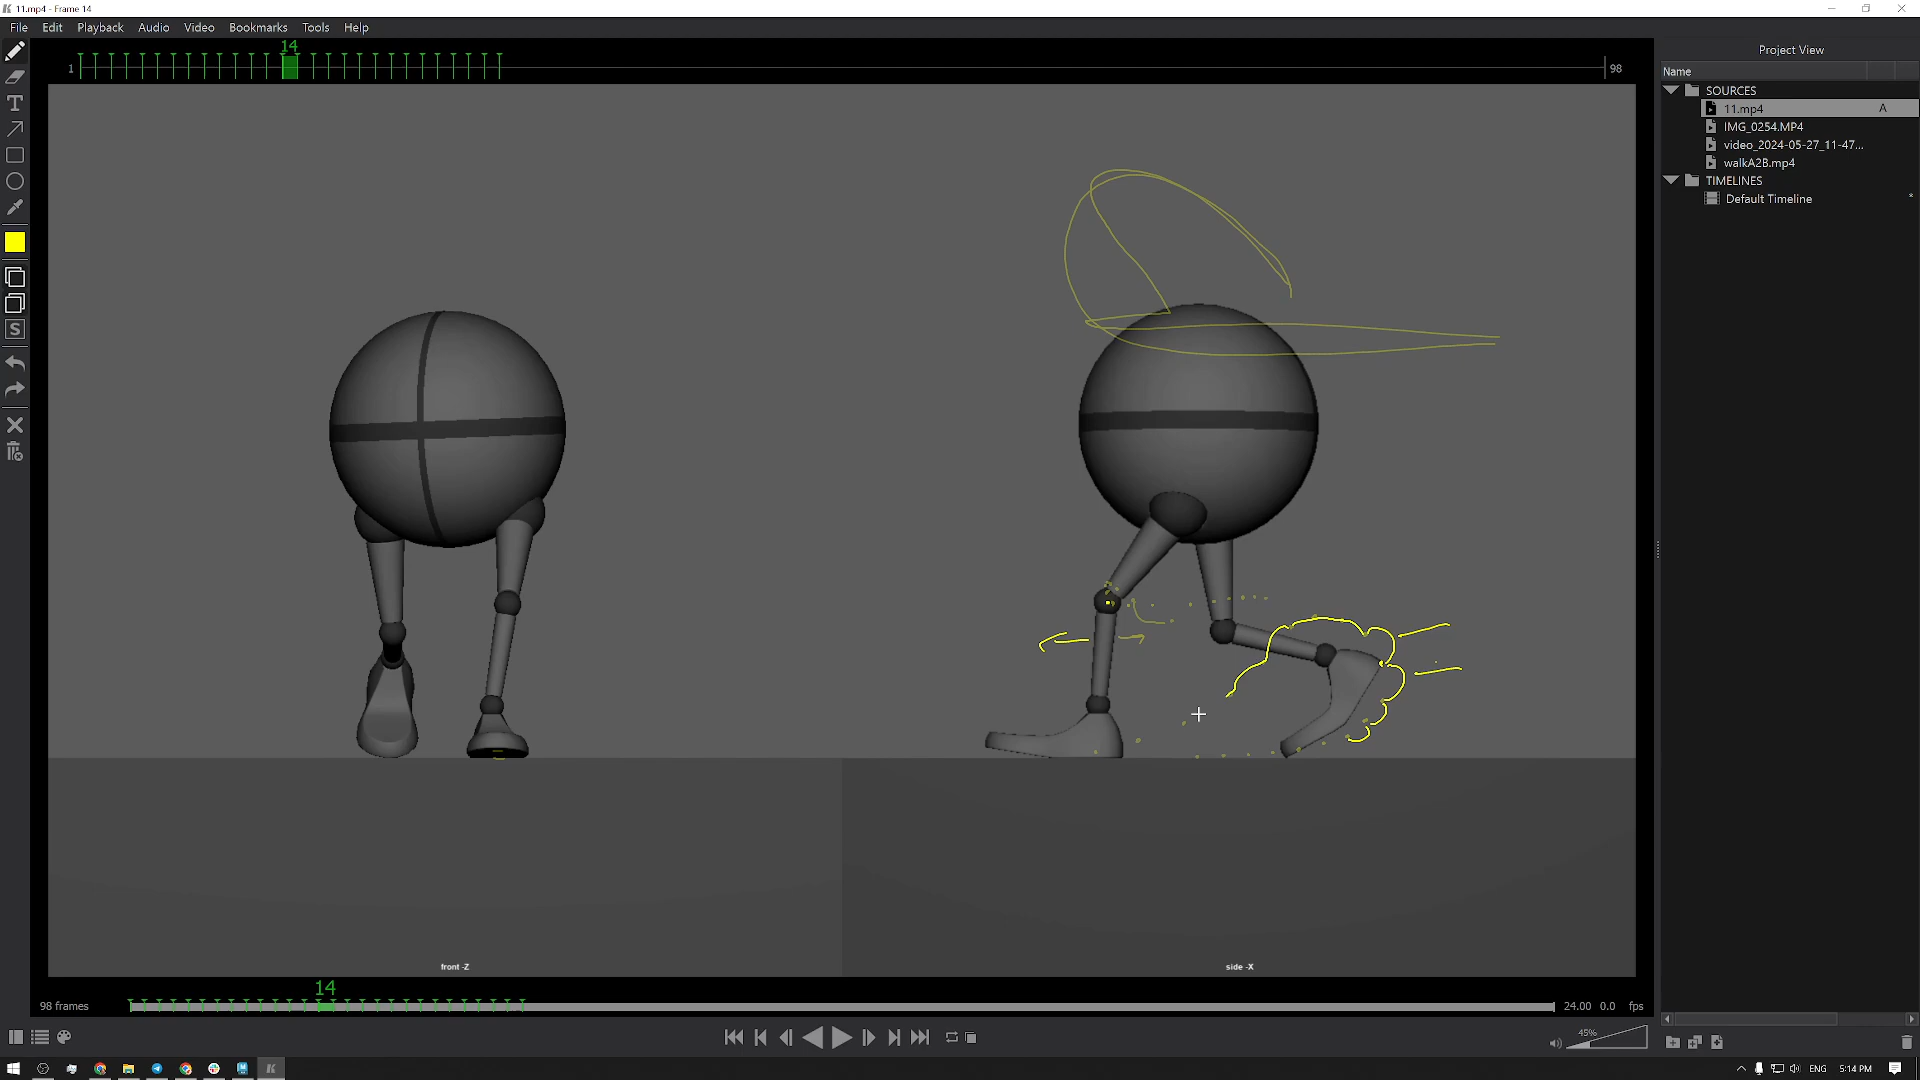 11.mp4 - Frame 14
File Edit Playback Audio Video Bookmarks Tools Help
14
1
98
T
S
Project View
Name
SOURCES
11.mp4 A
IMG_0254.MP4
video_2024-05-27_11-47...
walkA2B.mp4
TIMELINES
Default Timeline *
front -Z
side -X
14
98 frames
24.00 0.0 fps
45%
ENG 5:14 PM